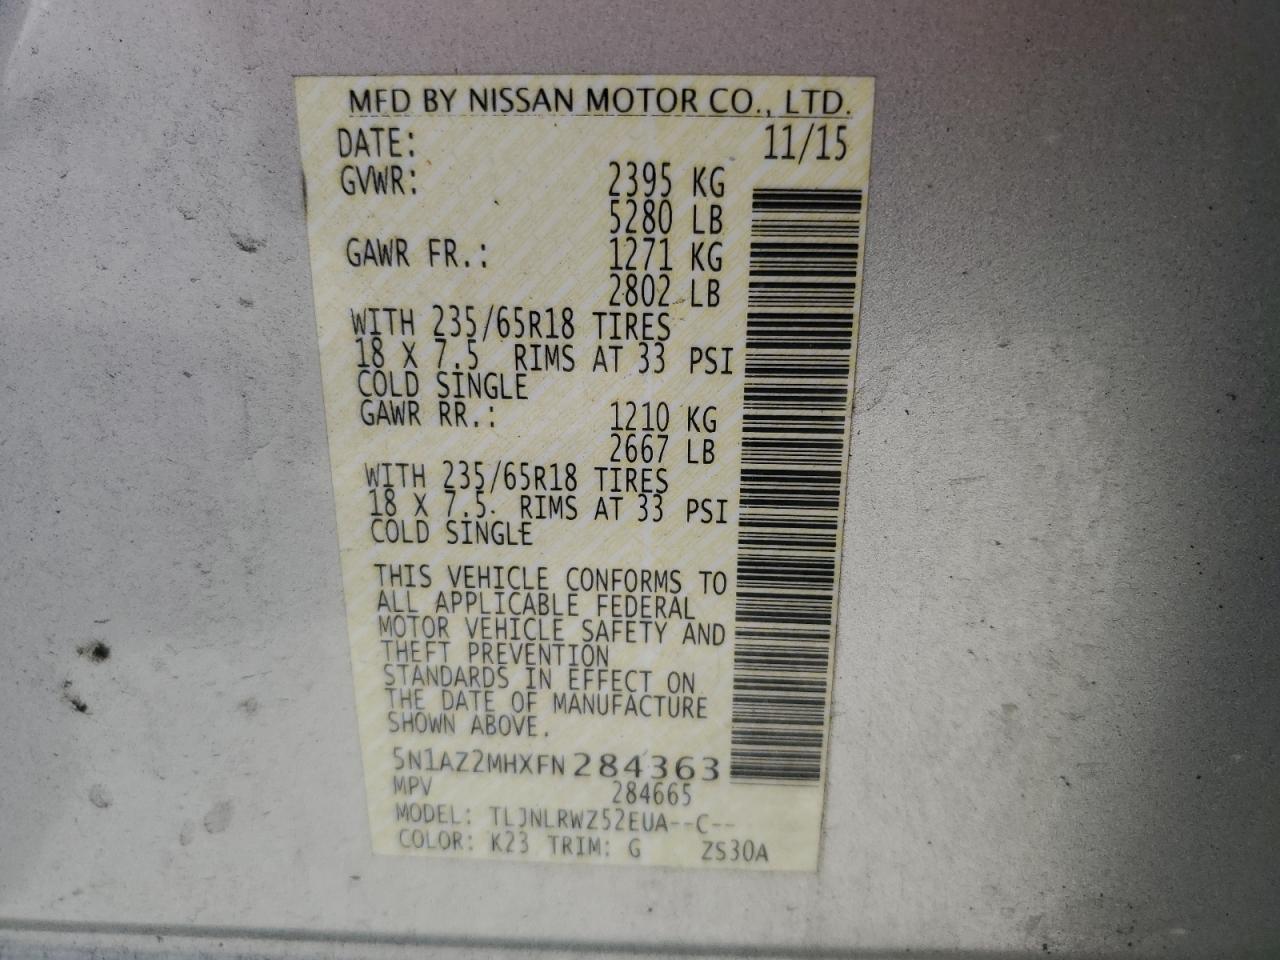 MFD BY NISSAN MOTOR CO., LTD.
DATE: 11/15
GVWR: 2395 KG
5280 LB
GAWR FR.: 1271 KG
2802 LB
WITH 235/65R18 TIRES
18 X 7.5 RIMS AT 33 PSI
COLD SINGLE
GAWR RR.: 1210 KG
2667 LB
WITH 235/65R18 TIRES
18 X 7.5 RIMS AT 33 PSI
COLD SINGLE
THIS VEHICLE CONFORMS TO
ALL APPLICABLE FEDERAL
MOTOR VEHICLE SAFETY AND
THEFT PREVENTION
STANDARDS IN EFFECT ON
THE DATE OF MANUFACTURE
SHOWN ABOVE.
5N1AZ2MHXFN284363
MPV 284665
MODEL: TLJNLRWZ52EUA--C--
COLOR: K23 TRIM: G ZS30A